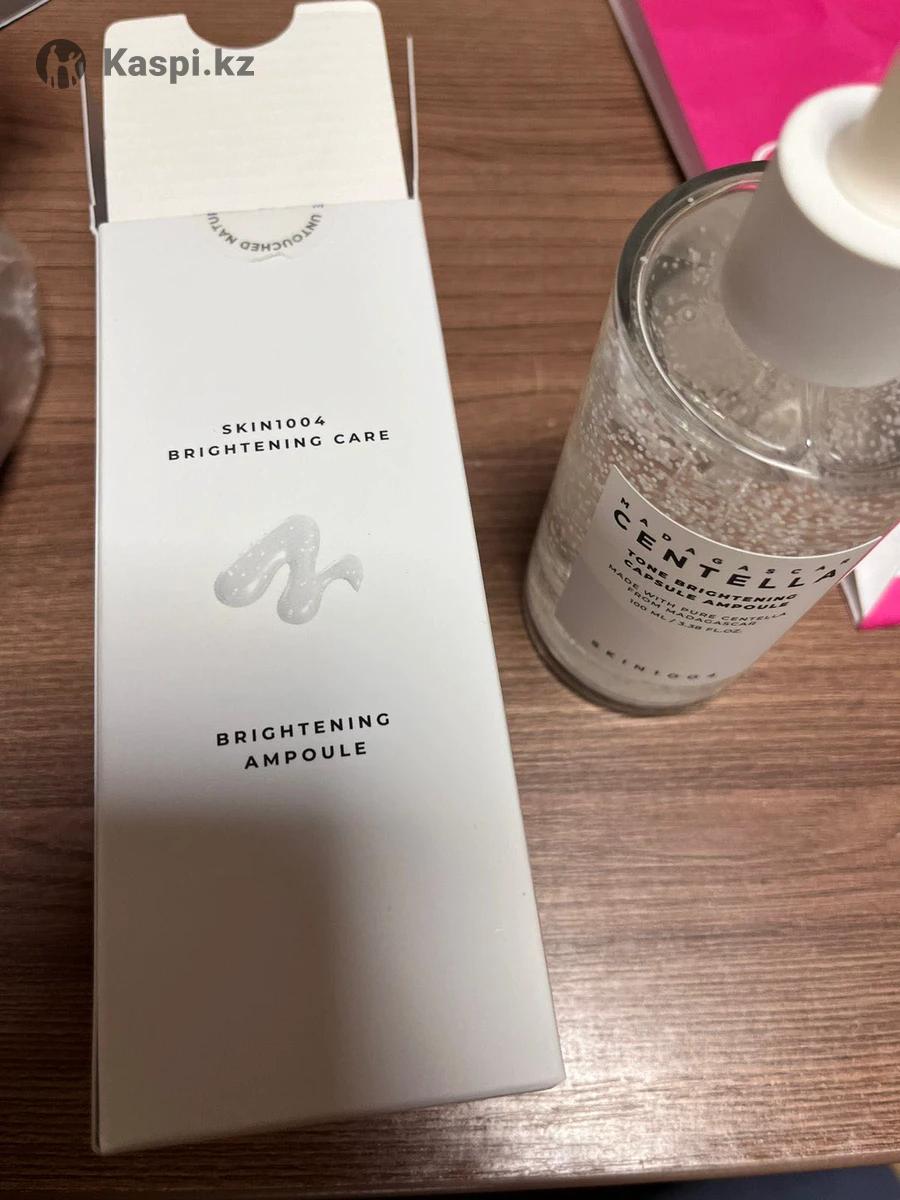 Kaspi.kz
UNTOUCHED
SKIN1004
BRIGHTENING CARE
BRIGHTENING
AMPOULE
MADAGASCAR
CENTELLA
TONE BRIGHTENING
CAPSULE AMPOULE
MADE WITH PURE CENTELLA
FROM MADAGASCAR
100 ML / 3.38 FL.OZ.
SKIN1004